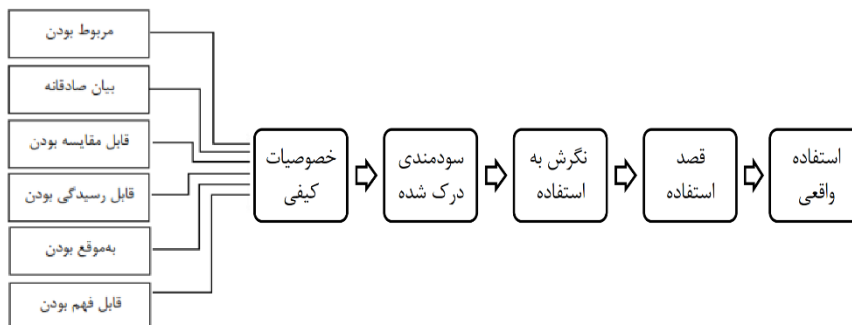 مربوط بودن
بیان صادقانه
قابل مقایسه بودن
قابل رسیدگی بودن
به‌موقع بودن
قابل فهم بودن
خصوصیات
کیفی
سودمندی
درک شده
نگرش به
استفاده
قصد
استفاده
استفاده
واقعی